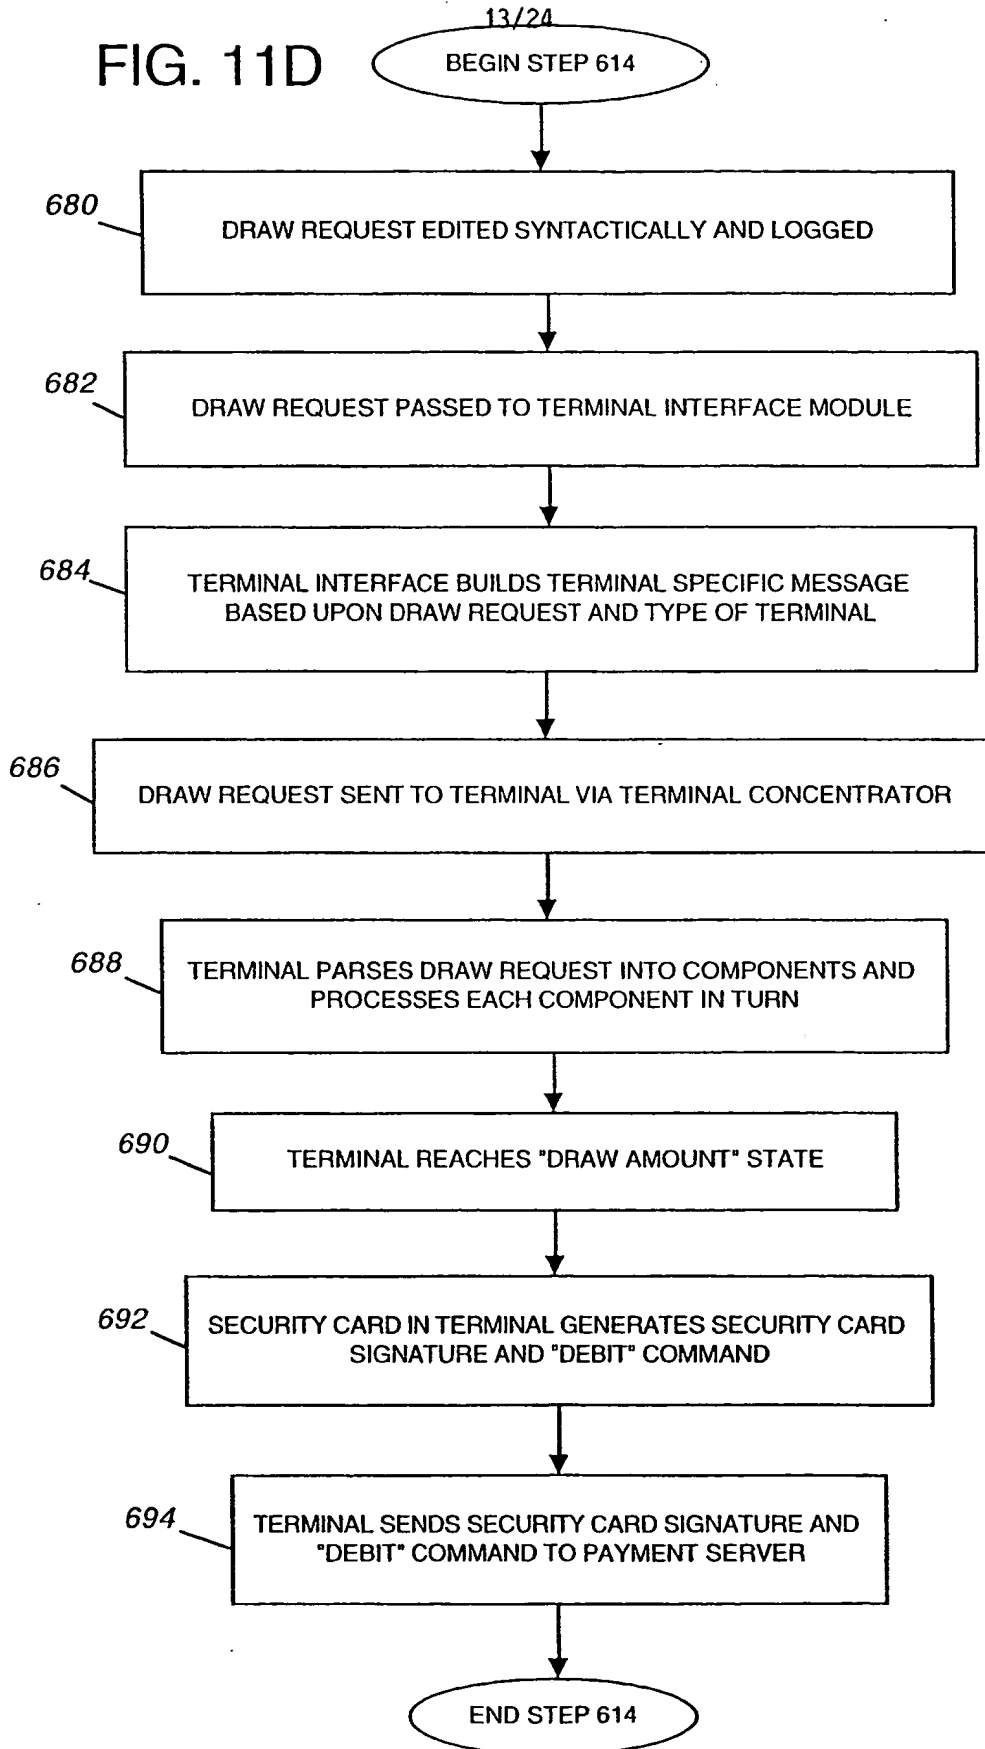 13/24
FIG. 11D
BEGIN STEP 614
680
DRAW REQUEST EDITED SYNTACTICALLY AND LOGGED
682
DRAW REQUEST PASSED TO TERMINAL INTERFACE MODULE
684
TERMINAL INTERFACE BUILDS TERMINAL SPECIFIC MESSAGE
BASED UPON DRAW REQUEST AND TYPE OF TERMINAL
686
DRAW REQUEST SENT TO TERMINAL VIA TERMINAL CONCENTRATOR
688
TERMINAL PARSES DRAW REQUEST INTO COMPONENTS AND
PROCESSES EACH COMPONENT IN TURN
690
TERMINAL REACHES "DRAW AMOUNT" STATE
692
SECURITY CARD IN TERMINAL GENERATES SECURITY CARD
SIGNATURE AND "DEBIT" COMMAND
694
TERMINAL SENDS SECURITY CARD SIGNATURE AND
"DEBIT" COMMAND TO PAYMENT SERVER
END STEP 614